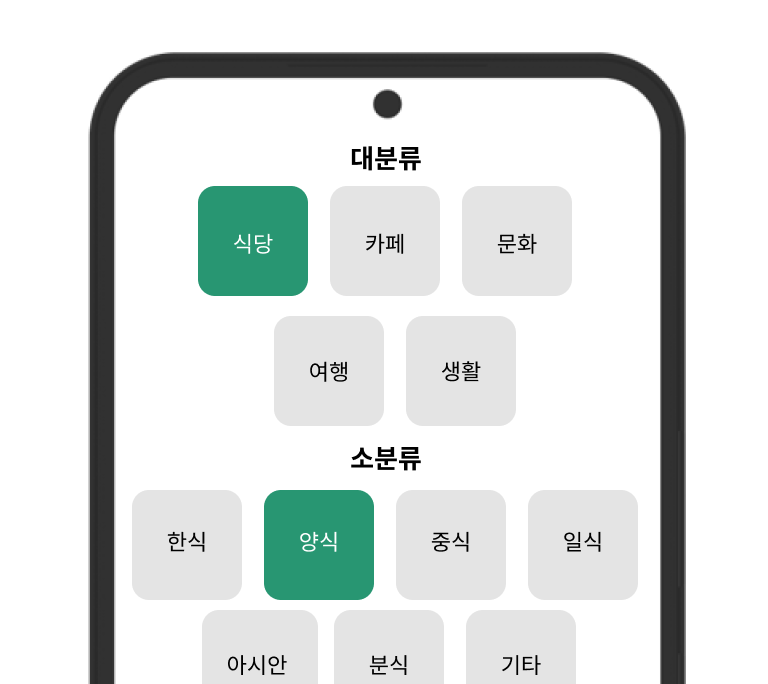 대분류
식당 카페 문화
여행 생활
소분류
한식 양식 중식 일식
아시안 분식 기타